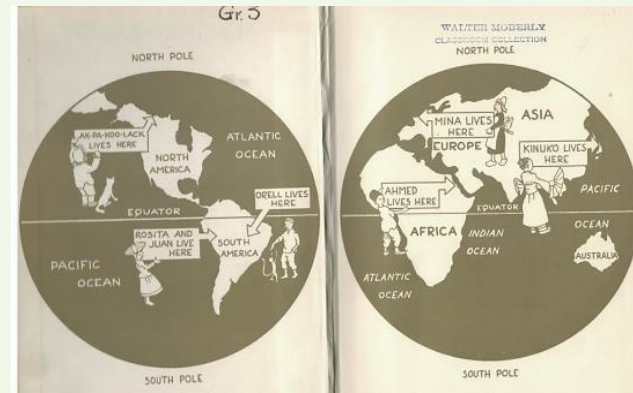 Gr. 5
NORTH POLE
AK-PA-KOO-LACK
LIVES HERE
NORTH
AMERICA
ATLANTIC
OCEAN
ORELL LIVES
HERE
EQUATOR
ROSITA AND
JUAN LIVE
HERE
SOUTH
AMERICA
PACIFIC
OCEAN
SOUTH POLE
WALTER MOBERLY
CLASSROOM COLLECTION
NORTH POLE
ASIA
MINA LIVES
HERE
EUROPE
KINUKO LIVES
HERE
AHMED
LIVES HERE
PACIFIC
OCEAN
EQUATOR
AFRICA
INDIAN
OCEAN
AUSTRALIA
ATLANTIC
OCEAN
SOUTH POLE